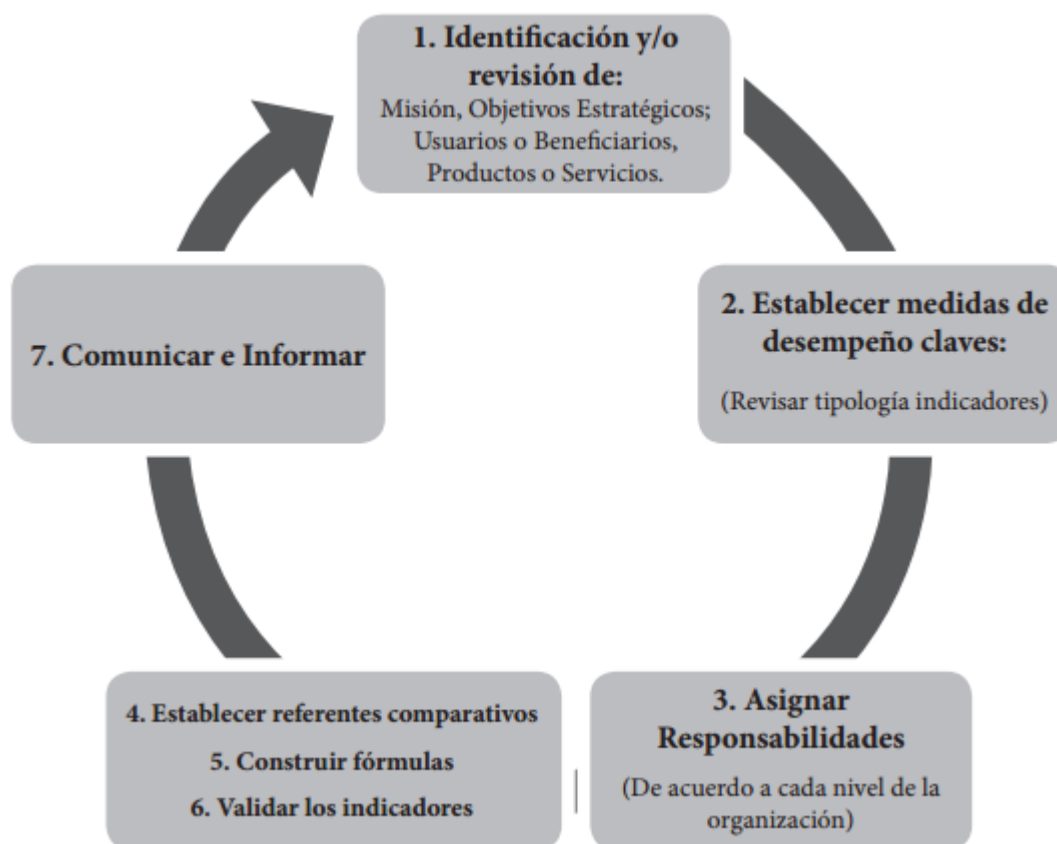 1. Identificación y/o
revisión de:
Misión, Objetivos Estratégicos;
Usuarios o Beneficiarios,
Productos o Servicios.
2. Establecer medidas de
desempeño claves:
(Revisar tipología indicadores)
3. Asignar
Responsabilidades
(De acuerdo a cada nivel de la
organización)
4. Establecer referentes comparativos
5. Construir fórmulas
6. Validar los indicadores
7. Comunicar e Informar